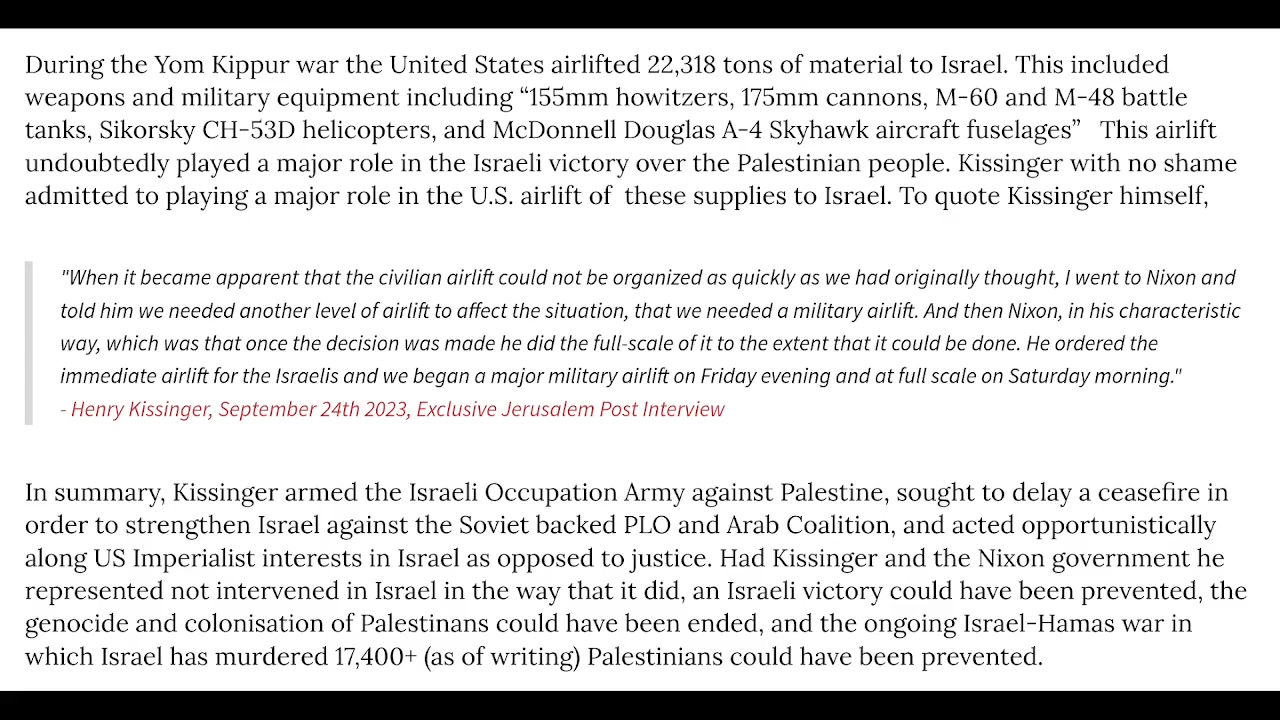 During the Yom Kippur war the United States airlifted 22,318 tons of material to Israel. This included
weapons and military equipment including “155mm howitzers, 175mm cannons, M-60 and M-48 battle
tanks, Sikorsky CH-53D helicopters, and McDonnell Douglas A-4 Skyhawk aircraft fuselages”   This airlift
undoubtedly played a major role in the Israeli victory over the Palestinian people. Kissinger with no shame
admitted to playing a major role in the U.S. airlift of  these supplies to Israel. To quote Kissinger himself,
"When it became apparent that the civilian airlift could not be organized as quickly as we had originally thought, I went to Nixon and
told him we needed another level of airlift to affect the situation, that we needed a military airlift. And then Nixon, in his characteristic
way, which was that once the decision was made he did the full-scale of it to the extent that it could be done. He ordered the
immediate airlift for the Israelis and we began a major military airlift on Friday evening and at full scale on Saturday morning."
- Henry Kissinger, September 24th 2023, Exclusive Jerusalem Post Interview
In summary, Kissinger armed the Israeli Occupation Army against Palestine, sought to delay a ceasefire in
order to strengthen Israel against the Soviet backed PLO and Arab Coalition, and acted opportunistically
along US Imperialist interests in Israel as opposed to justice. Had Kissinger and the Nixon government he
represented not intervened in Israel in the way that it did, an Israeli victory could have been prevented, the
genocide and colonisation of Palestinans could have been ended, and the ongoing Israel-Hamas war in
which Israel has murdered 17,400+ (as of writing) Palestinians could have been prevented.